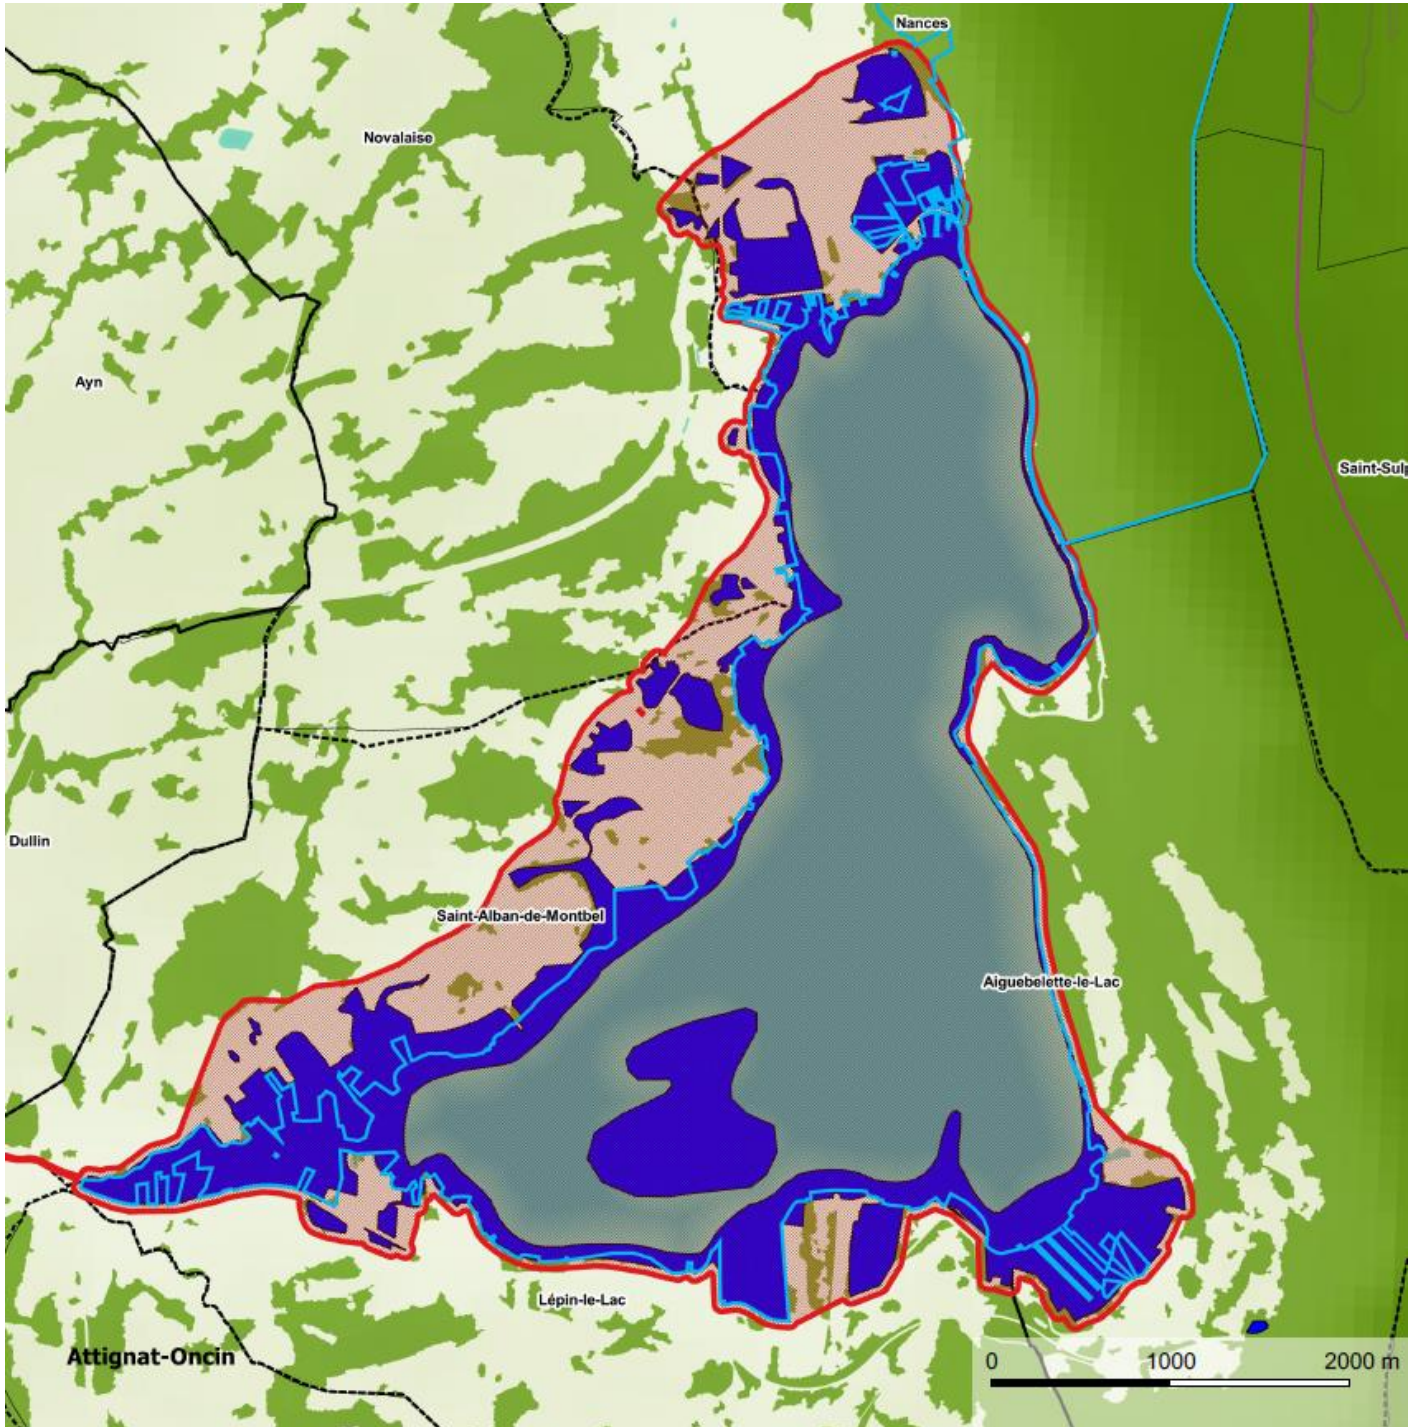 Nances
Novalaise
Ayn
Saint-Sulp
Dullin
Saint-Alban-de-Montbel
Aiguebelette-le-Lac
Lépin-le-Lac
Attignat-Oncin
0 1000 2000 m